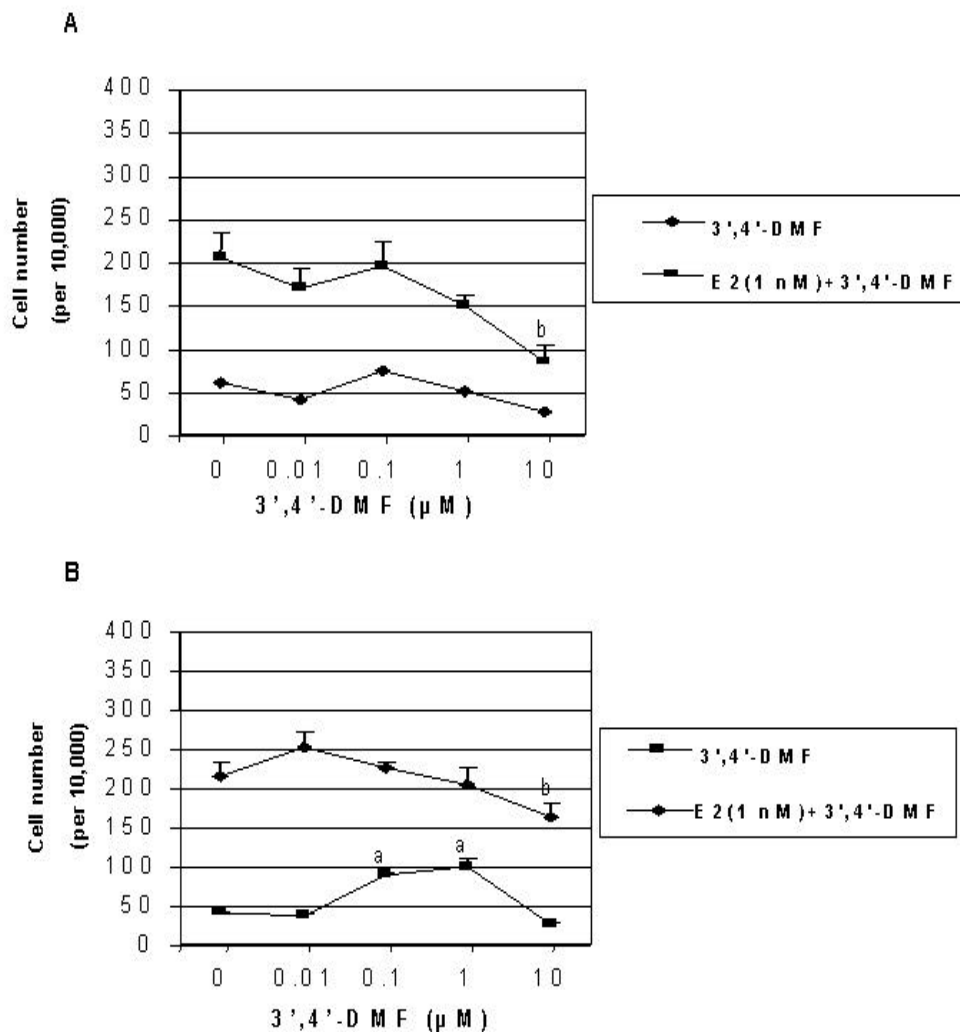 A
400
350
300
250
200
150
100
50
0
Cell number
(per 10,000)
b
0 0.01 0.1 1 10
3',4'-DMF (µM)
3',4'-DMF
E2(1 nM)+3',4'-DMF
B
400
350
300
250
200
150
100
50
0
Cell number
(per 10,000)
a a b
0 0.01 0.1 1 10
3',4'-DMF (µM)
3',4'-DMF
E2(1 nM)+3',4'-DMF